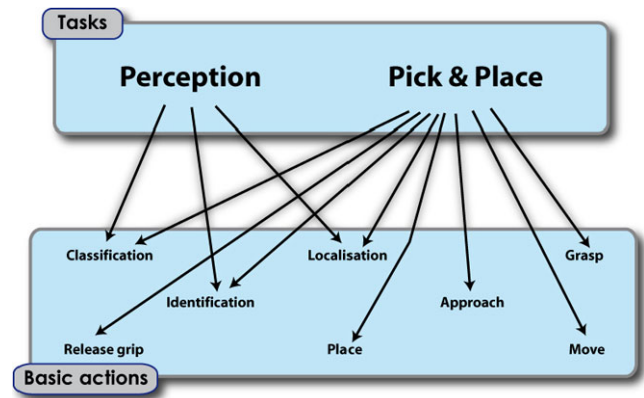 Tasks
Perception Pick & Place
Classification Localisation Grasp
Identification Approach
Release grip Place Move
Basic actions